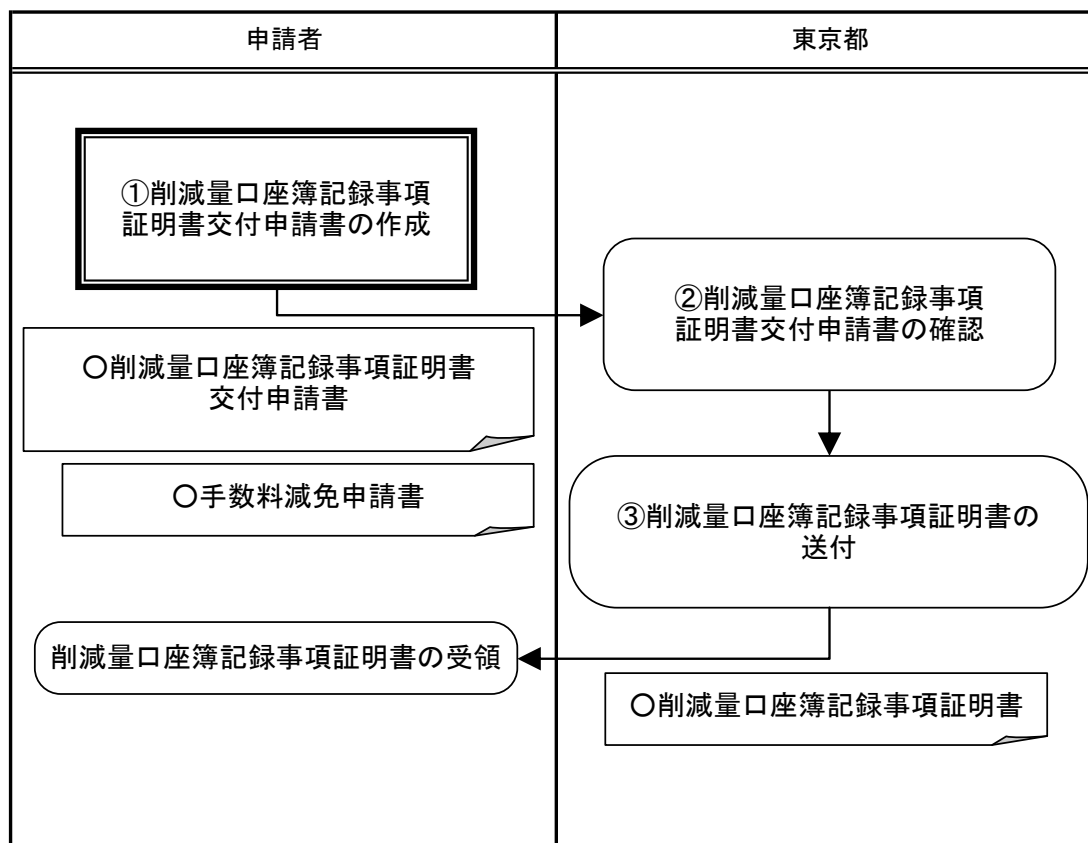 申請者
東京都
①削減量口座簿記録事項
証明書交付申請書の作成
②削減量口座簿記録事項
証明書交付申請書の確認
〇削減量口座簿記録事項証明書
交付申請書
〇手数料減免申請書
③削減量口座簿記録事項証明書の
送付
削減量口座簿記録事項証明書の受領
〇削減量口座簿記録事項証明書